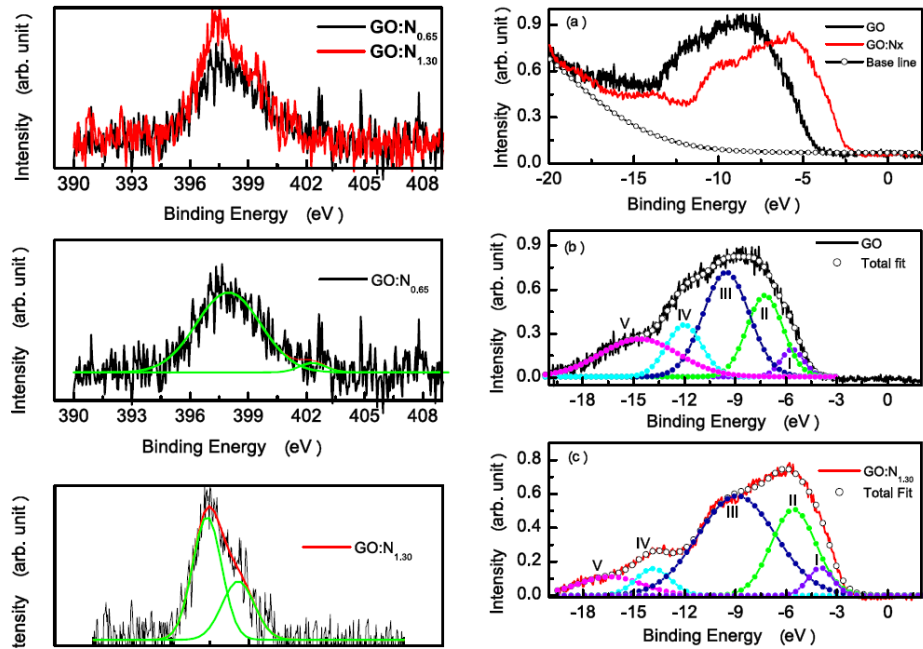 Intensity (arb. unit)
GO:N0.65
GO:N1.30
390 393 396 399 402 405 408
Binding Energy (eV)
Intensity (arb. unit)
GO:N0.65
390 393 396 399 402 405 408
Binding Energy (eV)
tensity (arb. unit)
GO:N1.30
Intensity (arb. unit)
0.9
0.6
0.3
0.0
(a)
GO
GO:Nx
Base line
-20 -15 -10 -5 0
Binding Energy (eV)
Intensity (arb. unit)
0.9
0.6
0.3
0.0
(b)
GO
Total fit
V IV III II I
-18 -15 -12 -9 -6 -3 0
Binding Energy (eV)
Intensity (arb. unit)
0.8
0.6
0.4
0.2
0.0
(c)
GO:N1.30
Total Fit
V IV III II I
-18 -15 -12 -9 -6 -3 0
Binding Energy (eV)